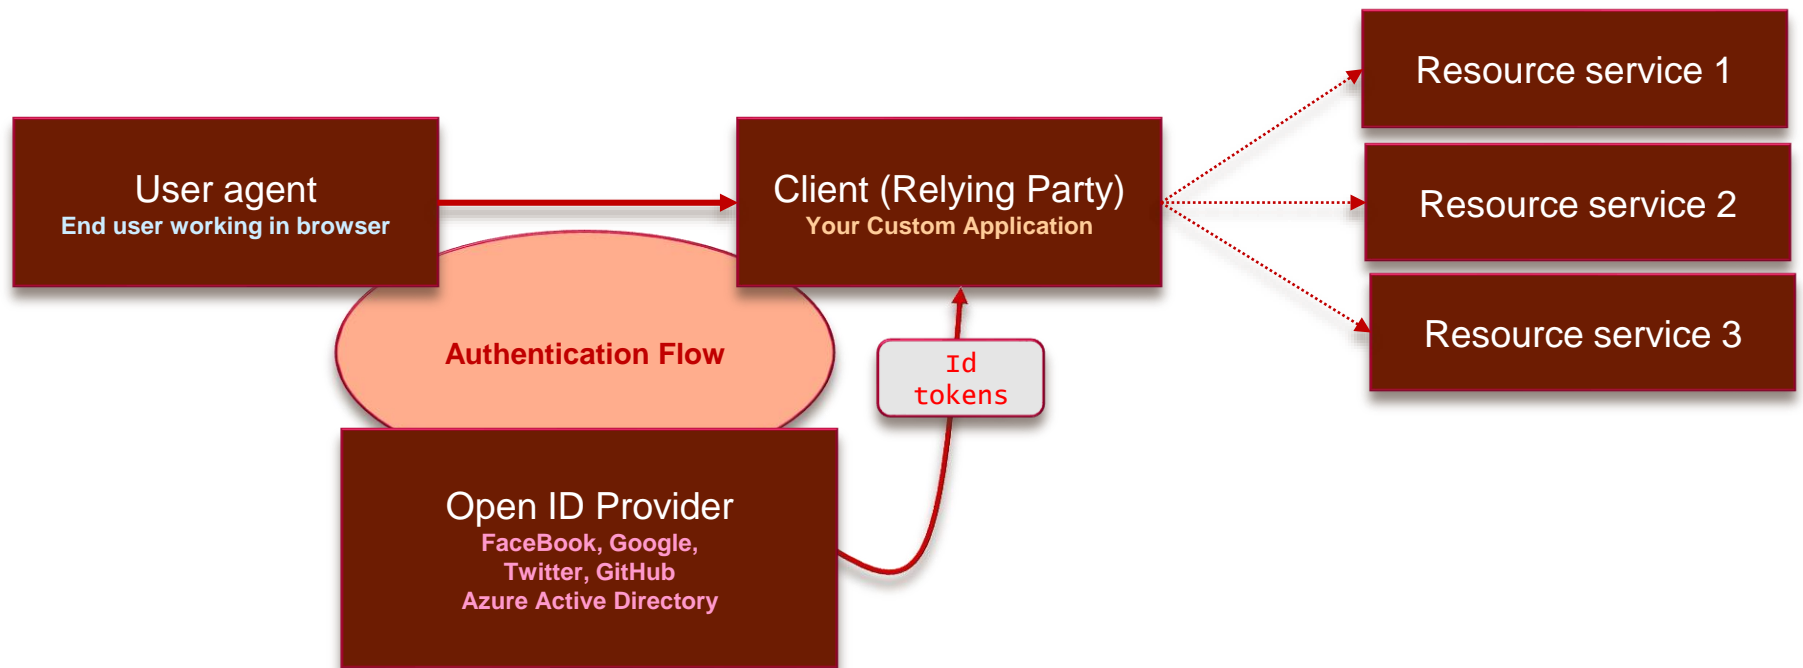 User agent
End user working in browser
Client (Relying Party)
Your Custom Application
Resource service 1
Resource service 2
Resource service 3
Authentication Flow
Id
tokens
Open ID Provider
FaceBook, Google,
Twitter, GitHub
Azure Active Directory